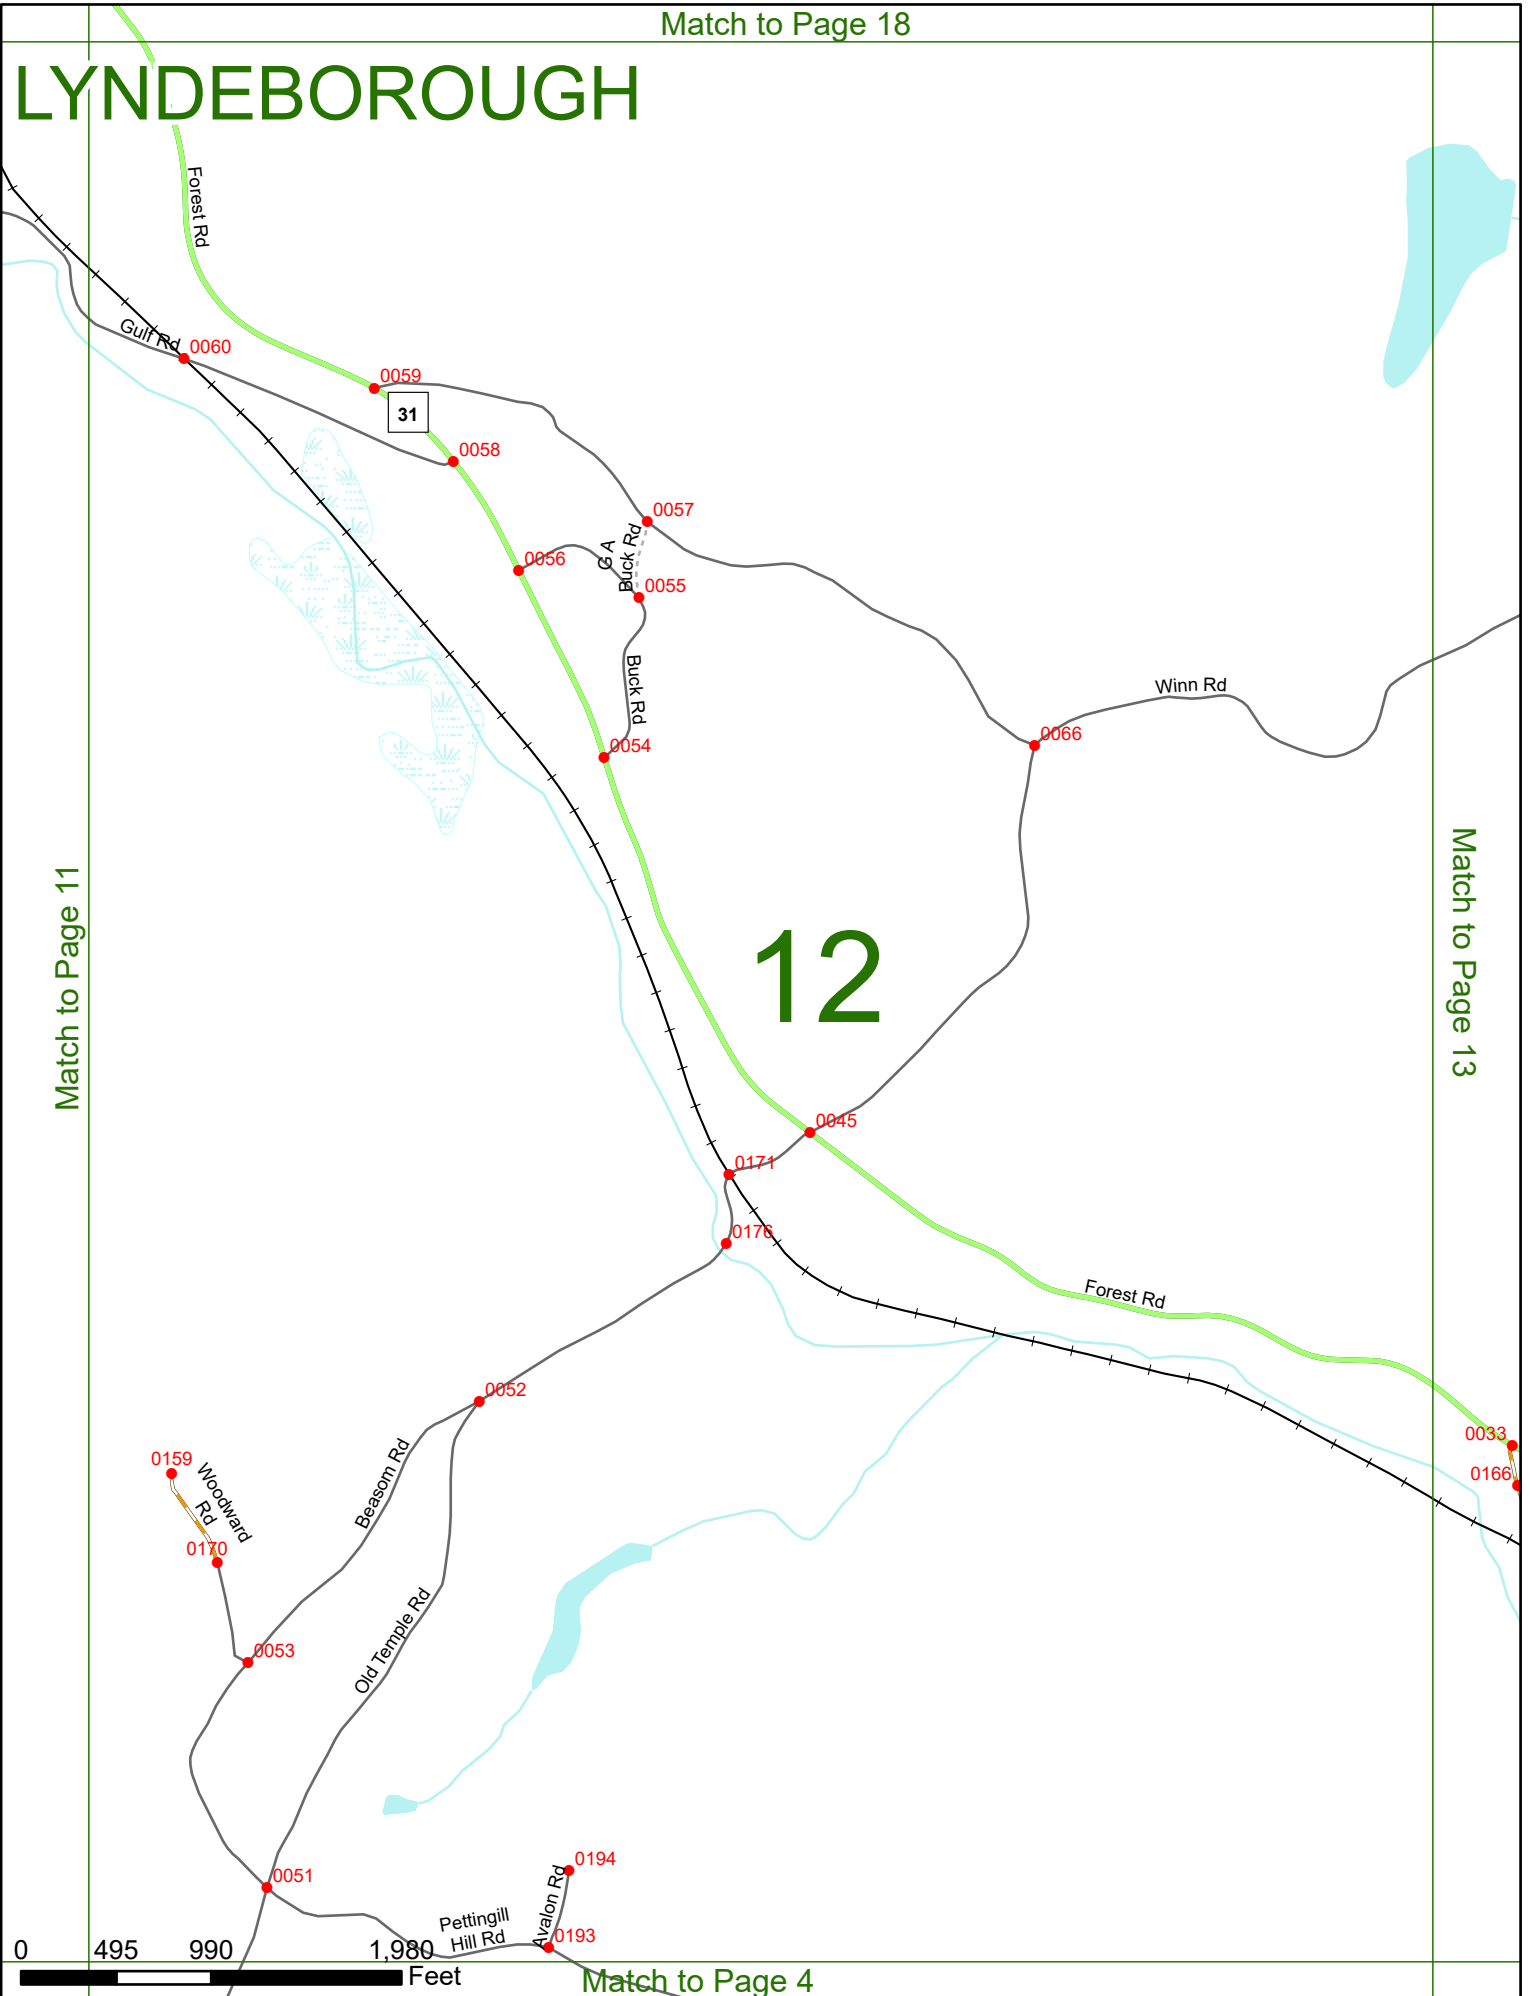 Match to Page 18
LYNDEBOROUGH
Forest Rd
Gulf Rd
0060
0059
31
0058
0057
G A
Buck Rd
0056
0055
Buck Rd
0054
Winn Rd
0066
Match to Page 11
12
Match to Page 13
0045
0171
0176
Forest Rd
0052
0033
0166
Beasom Rd
0159
Woodward
Rd
0170
Old Temple Rd
0053
0051
0194
Avalon Rd
Pettingill
Hill Rd
0193
0 495 990 1,980
Feet
Match to Page 4